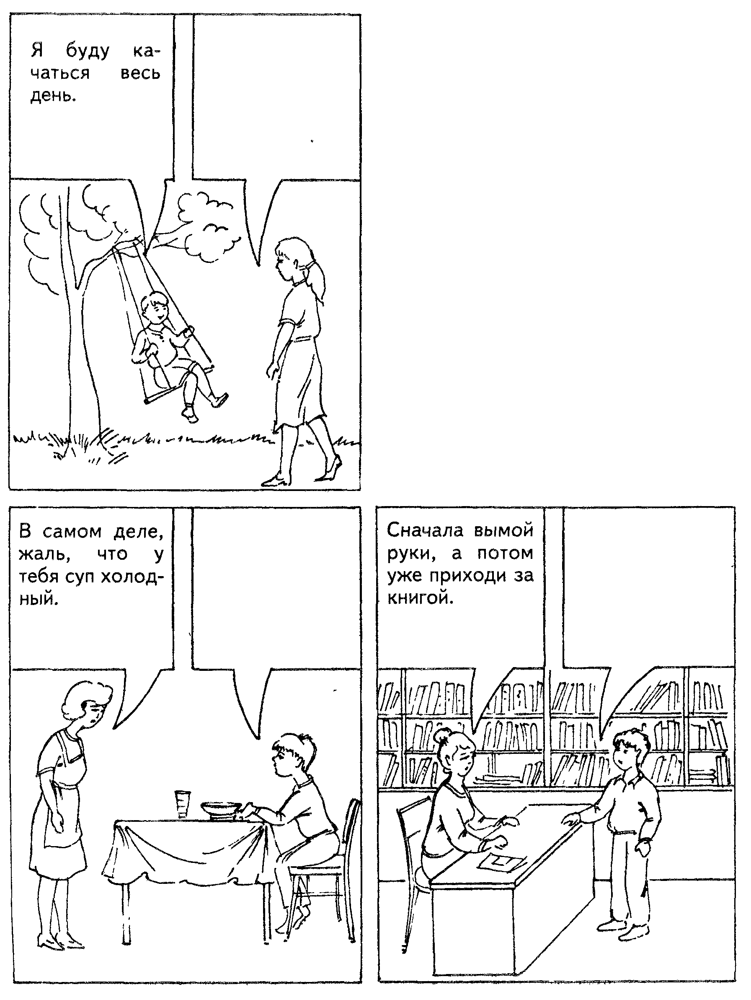 Я буду ка-
чаться весь
день.
В самом деле,
жаль, что у
тебя суп холод-
ный.
Сначала вымой
руки, а потом
уже приходи за
книгой.